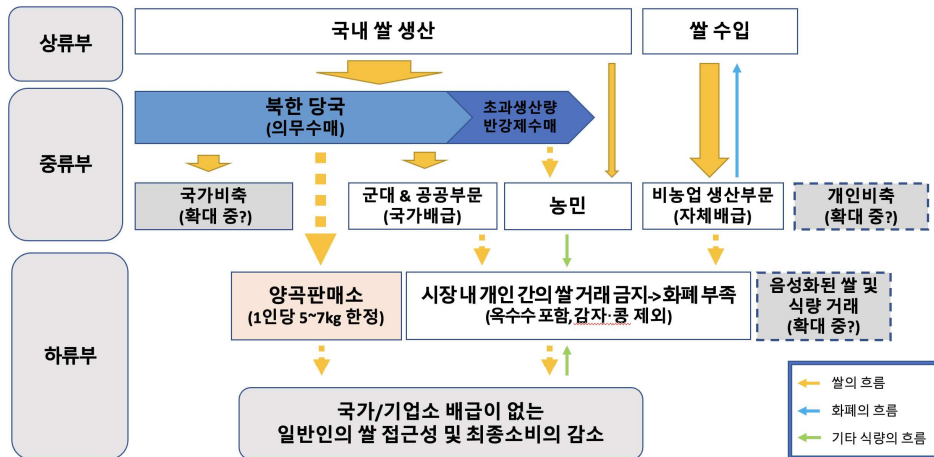 상류부
국내 쌀 생산
쌀 수입
중류부
북한 당국
(의무수매)
초과생산량
반강제수매
국가비축
(확대 중?)
군대 & 공공부문
(국가배급)
농민
비농업 생산부문
(자체배급)
개인비축
(확대 중?)
하류부
양곡판매소
(1인당 5~7kg 한정)
시장 내 개인 간의 쌀 거래 금지-> 화폐 부족
(옥수수 포함,감자·콩 제외)
음성화된 쌀 및
식량 거래
(확대 중?)
국가/기업소 배급이 없는
일반인의 쌀 접근성 및 최종소비의 감소
쌀의 흐름
화폐의 흐름
기타 식량의 흐름